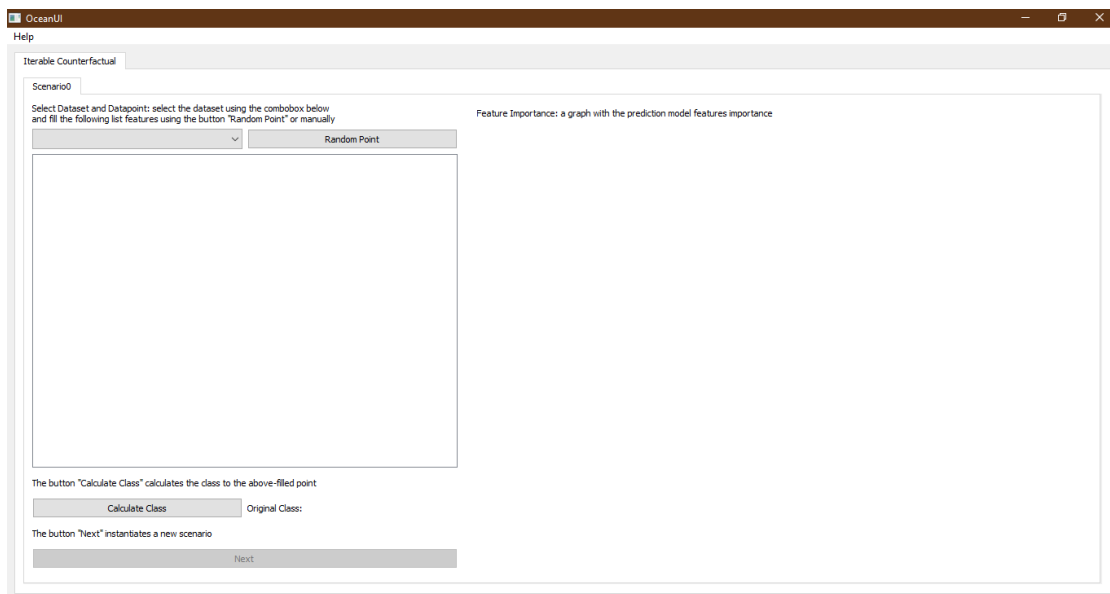 OceanUI
Help
Iterable Counterfactual
Scenario0
Select Dataset and Datapoint: select the dataset using the combobox below
and fill the following list features using the button "Random Point" or manually
Random Point
Feature Importance: a graph with the prediction model features importance
The button "Calculate Class" calculates the class to the above-filled point
Calculate Class
Original Class:
The button "Next" instantiates a new scenario
Next